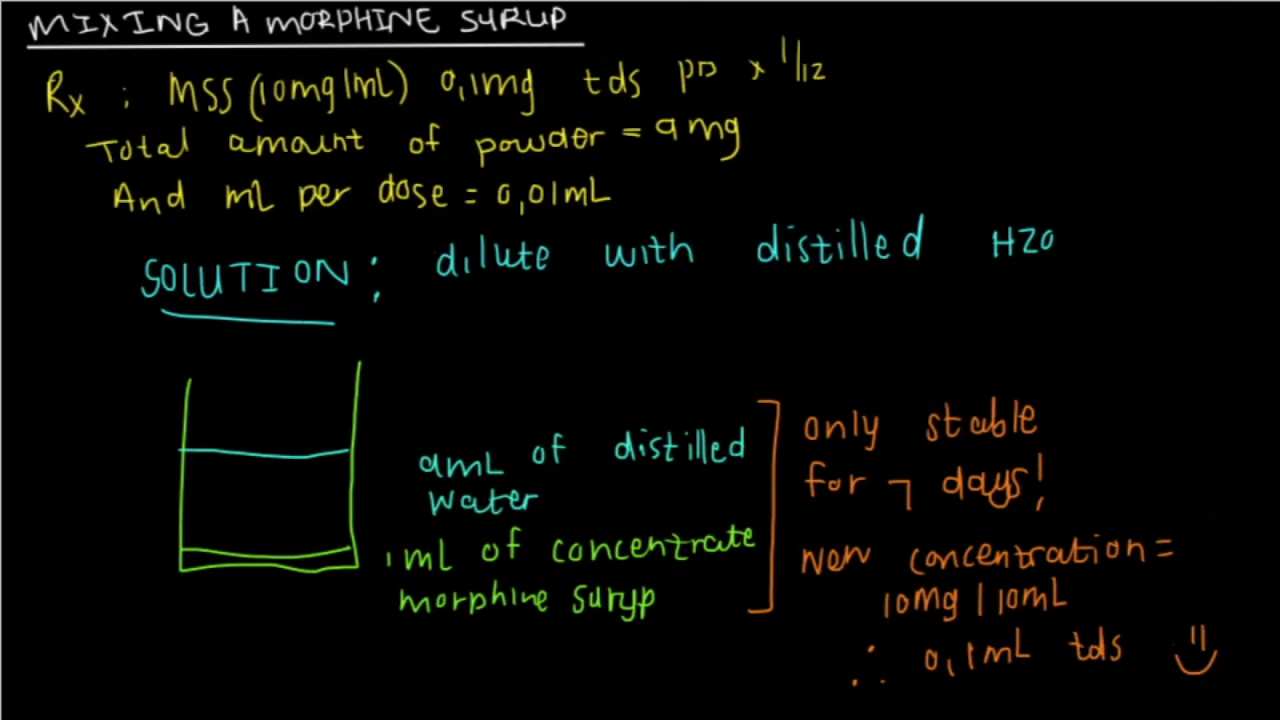 MIXING A MORPHINE SYRUP
Rx : MSS (10mg/mL) 0,1mg tds po x 1/12
Total amount of powder = 9mg
And mL per dose = 0,01mL
SOLUTION : dilute with distilled H2O
9mL of distilled
water
1mL of concentrate
morphine suryp
only stable
for 7 days!
New concentration =
10mg/10mL
∴ 0,1mL tds